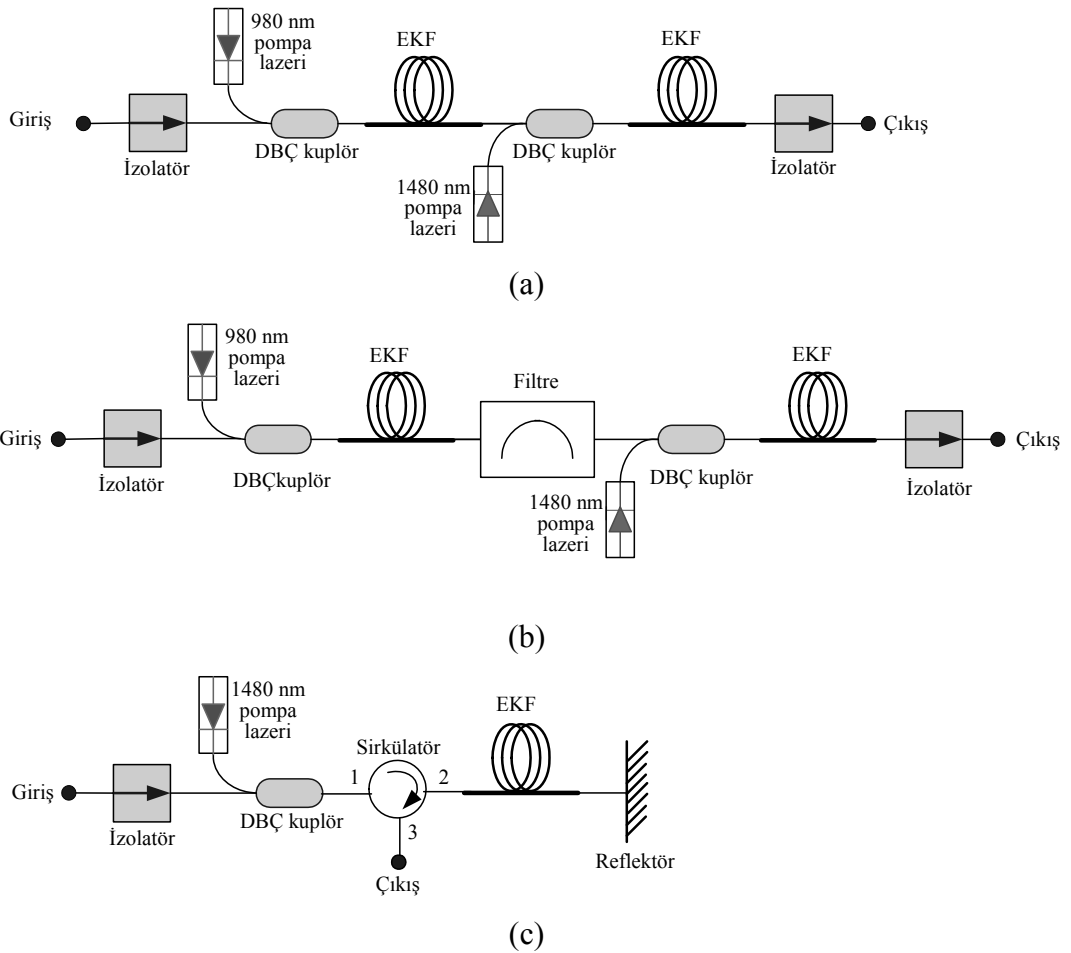 980 nm
pompa
lazeri
EKF
EKF
Giriş
Çıkış
İzolatör
DBÇ kuplör
DBÇ kuplör
İzolatör
1480 nm
pompa
lazeri
(a)
980 nm
pompa
lazeri
EKF
Filtre
EKF
Giriş
Çıkış
İzolatör
DBÇkuplör
DBÇ kuplör
İzolatör
1480 nm
pompa
lazeri
(b)
1480 nm
pompa
lazeri
EKF
Sirkülatör
Giriş
1
2
3
İzolatör
DBÇ kuplör
Çıkış
Reflektör
(c)